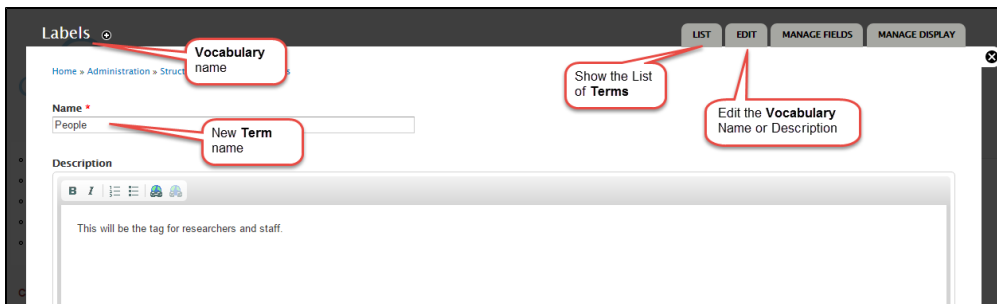 Labels
LIST EDIT MANAGE FIELDS MANAGE DISPLAY
Vocabulary
name
Home » Administration » Struct
Show the List
of Terms
Edit the Vocabulary
Name or Description
Name *
People
New Term
name
Description
B I
This will be the tag for researchers and staff.